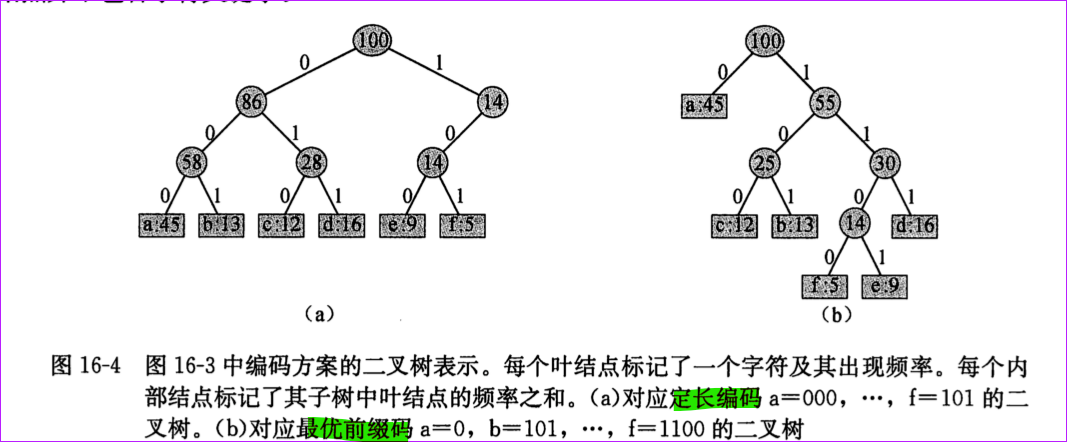 100
0 1
86 14
0 1 0
58 28 14
0 1 0 1 0 1
a:45 b:13 c:12 d:16 e:9 f:5
(a)
100
0 1
a:45 55
0 1
25 30
0 1 0 1
c:12 b:13 14 d:16
0 1
f:5 e:9
(b)
图 16-4 图 16-3 中编码方案的二叉树表示。每个叶结点标记了一个字符及其出现频率。每个内
部结点标记了其子树中叶结点的频率之和。(a)对应定长编码 a=000，…，f=101 的二
叉树。(b)对应最优前缀码 a=0，b=101，…，f=1100 的二叉树